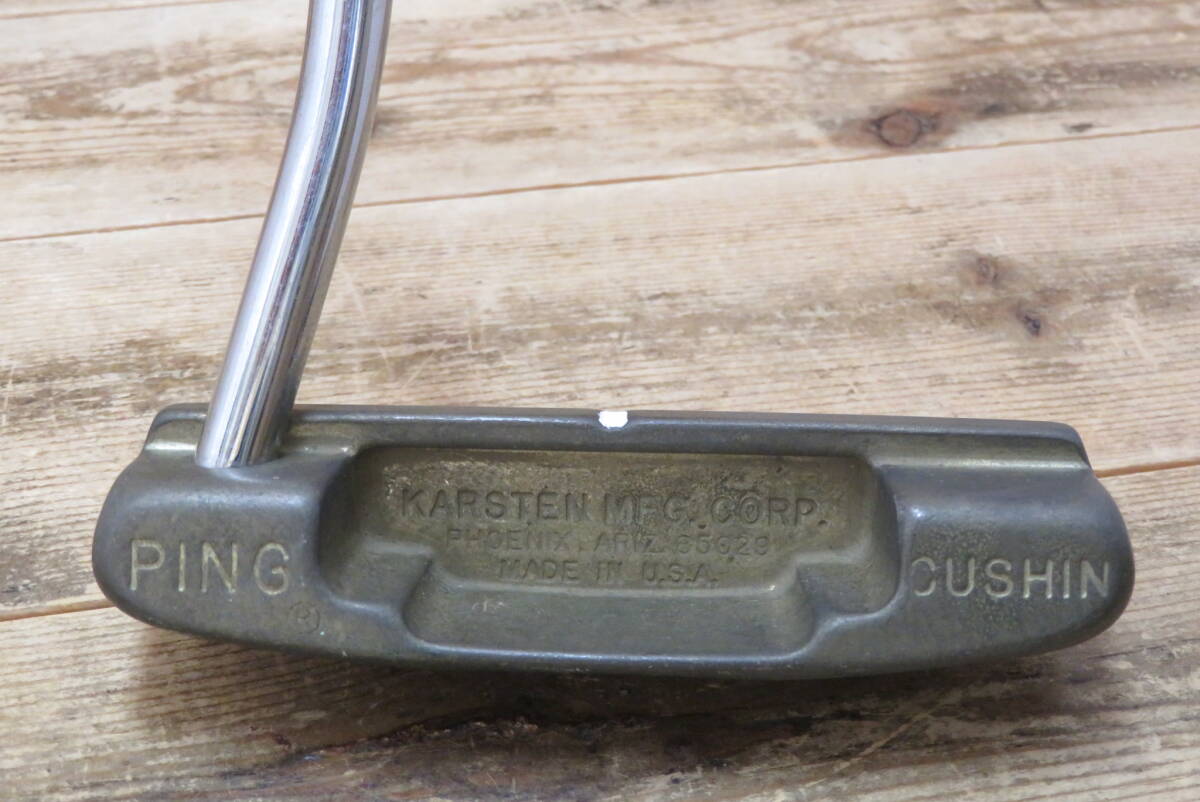 KARSTEN MFG. CORP.
PHOENIX, ARIZ. 85029
MADE IN U.S.A.
PING ®
CUSHIN